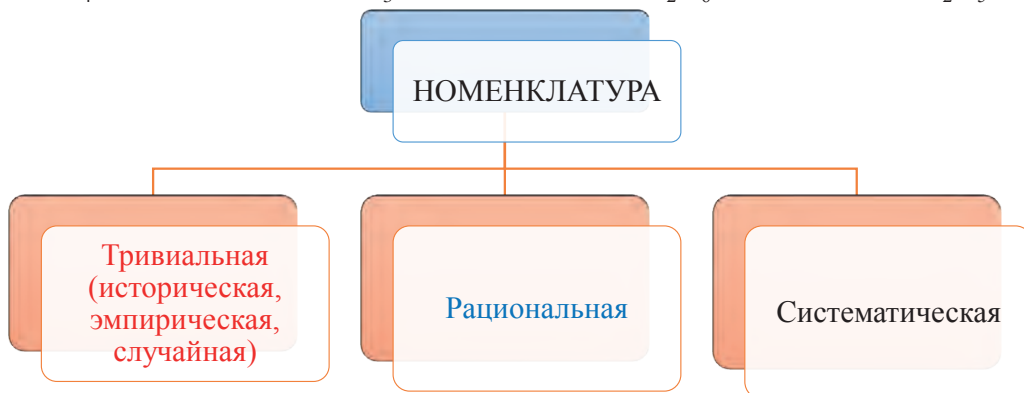 НОМЕНКЛАТУРА
Тривиальная
(историческая,
эмпирическая,
случайная)
Рациональная
Систематическая